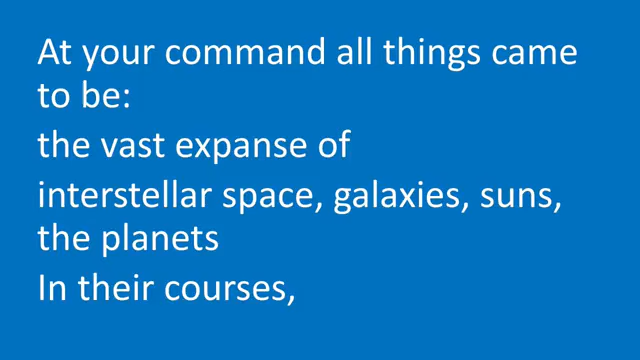 At your command all things came
to be:
the vast expanse of
interstellar space, galaxies, suns,
the planets
In their courses,